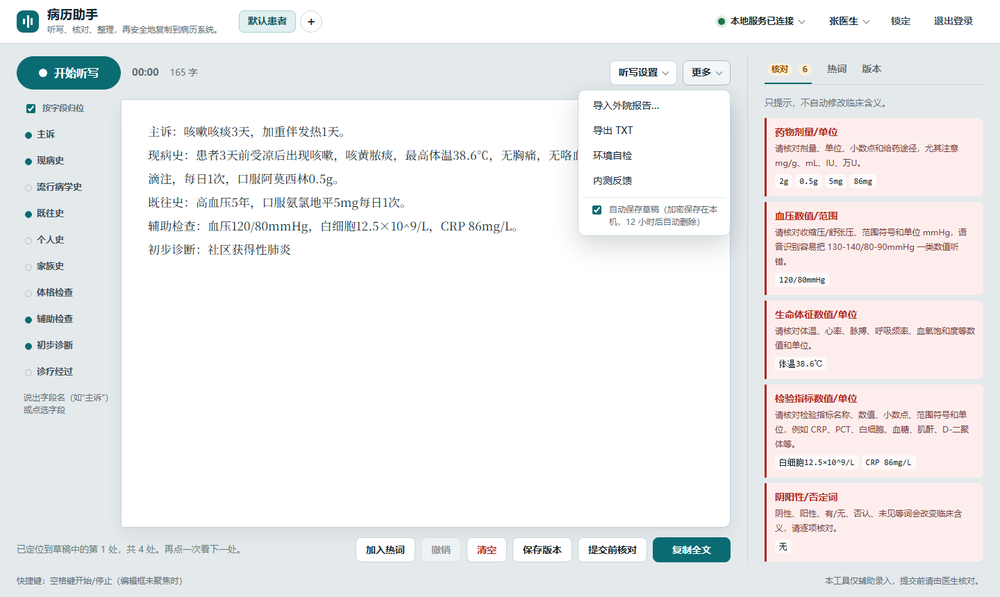 病历助手
听写、核对、整理，再安全地复制到病历系统。
默认患者
+
本地服务已连接
张医生
锁定
退出登录
开始听写
00:00
165 字
听写设置
更多
按字段归位
主诉
现病史
流行病学史
既往史
个人史
家族史
体格检查
辅助检查
初步诊断
诊疗经过
说出字段名（如“主诉”）
或点选字段
主诉：咳嗽咳痰3天，加重伴发热1天。
现病史：患者3天前受凉后出现咳嗽，咳黄脓痰，最高体温38.6℃，无胸痛，无咯血
滴注，每日1次，口服阿莫西林0.5g。
既往史：高血压5年，口服氨氯地平5mg每日1次。
辅助检查：血压120/80mmHg，白细胞12.5×10^9/L，CRP 86mg/L。
初步诊断：社区获得性肺炎
导入外院报告...
导出 TXT
环境自检
内测反馈
自动保存草稿（加密保存在本
机，12 小时后自动删除）
核对 6
热词
版本
只提示，不自动修改临床含义。
药物剂量/单位
请核对剂量、单位、小数点和给药途径，尤其注意
mg/g、mL、IU、万U。
2g 0.5g 5mg 86mg
血压数值/范围
请核对收缩压/舒张压、范围符号和单位 mmHg，语
音识别容易把 130-140/80-90mmHg 一类数值听
错。
120/80mmHg
生命体征数值/单位
请核对体温、心率、脉搏、呼吸频率、血氧饱和度等数
值和单位。
体温38.6℃
检验指标数值/单位
请核对检验指标名称、数值、小数点、范围符号和单
位，例如 CRP、PCT、白细胞、血糖、肌酐、D-二聚
体等。
白细胞12.5×10^9/L CRP 86mg/L
阴阳性/否定词
阴性、阳性、有/无、否认、未见等词会改变临床含
义，请逐项核对。
无
已定位到草稿中的第 1 处，共 4 处。再点一次看下一处。
加入热词
撤销
清空
保存版本
提交前核对
复制全文
快捷键：空格键开始/停止（编辑框未聚焦时）
本工具仅辅助录入，提交前请由医生核对。